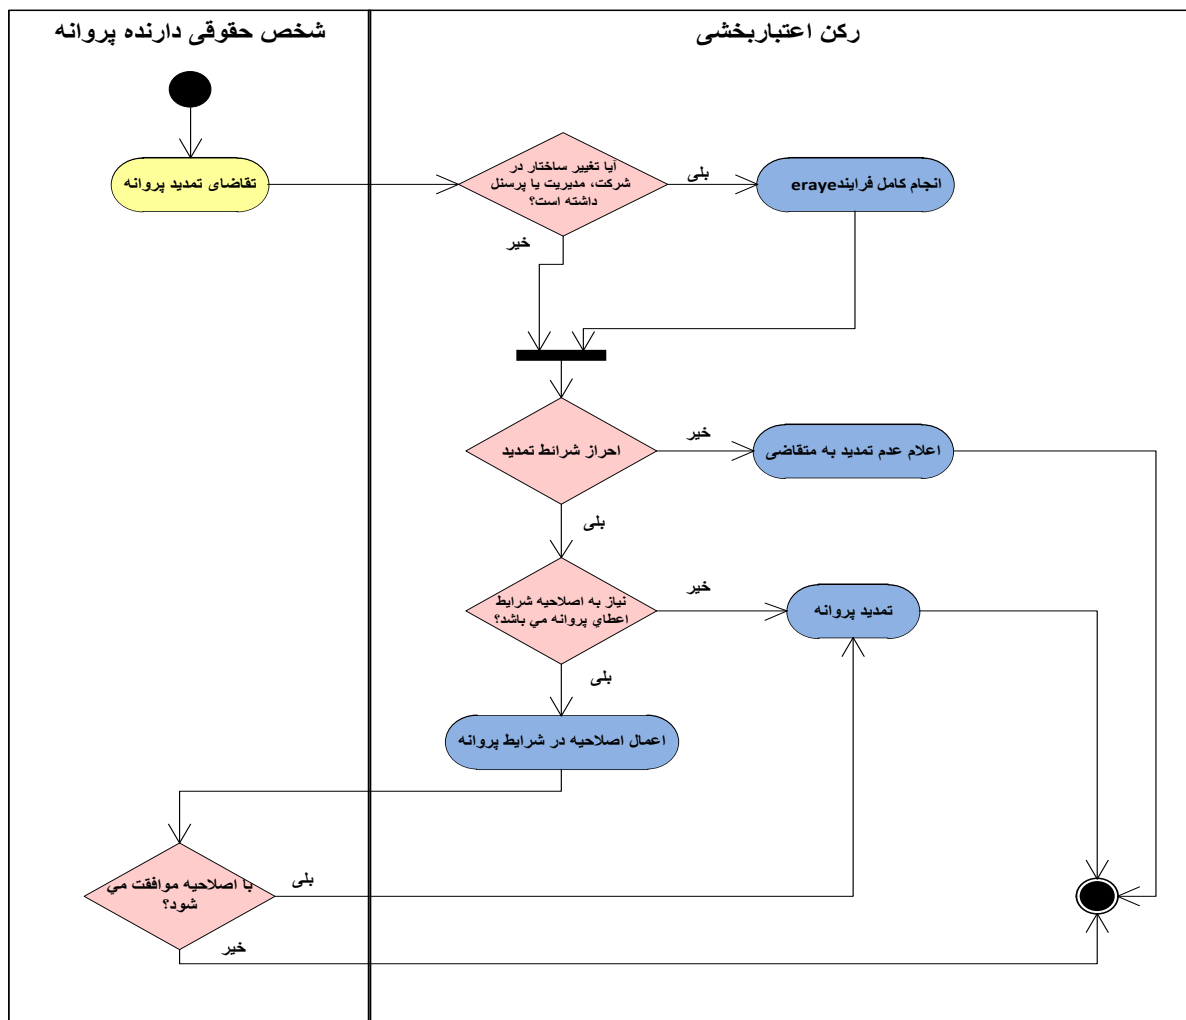 شخص حقوقی دارنده پروانه
رکن اعتباربخشی
تقاضای تمدید پروانه
آیا تغییر ساختار در
شرکت، مدیریت یا پرسنل
داشته است؟
بلی
انجام کامل فرایندeraye
خیر
احراز شرائط تمدید
خیر
اعلام عدم تمدید به متقاضی
بلی
نیاز به اصلاحیه شرایط
اعطاي پروانه مي باشد؟
خیر
تمدید پروانه
بلی
اعمال اصلاحیه در شرایط پروانه
با اصلاحیه موافقت مي
شود؟
بلی
خیر